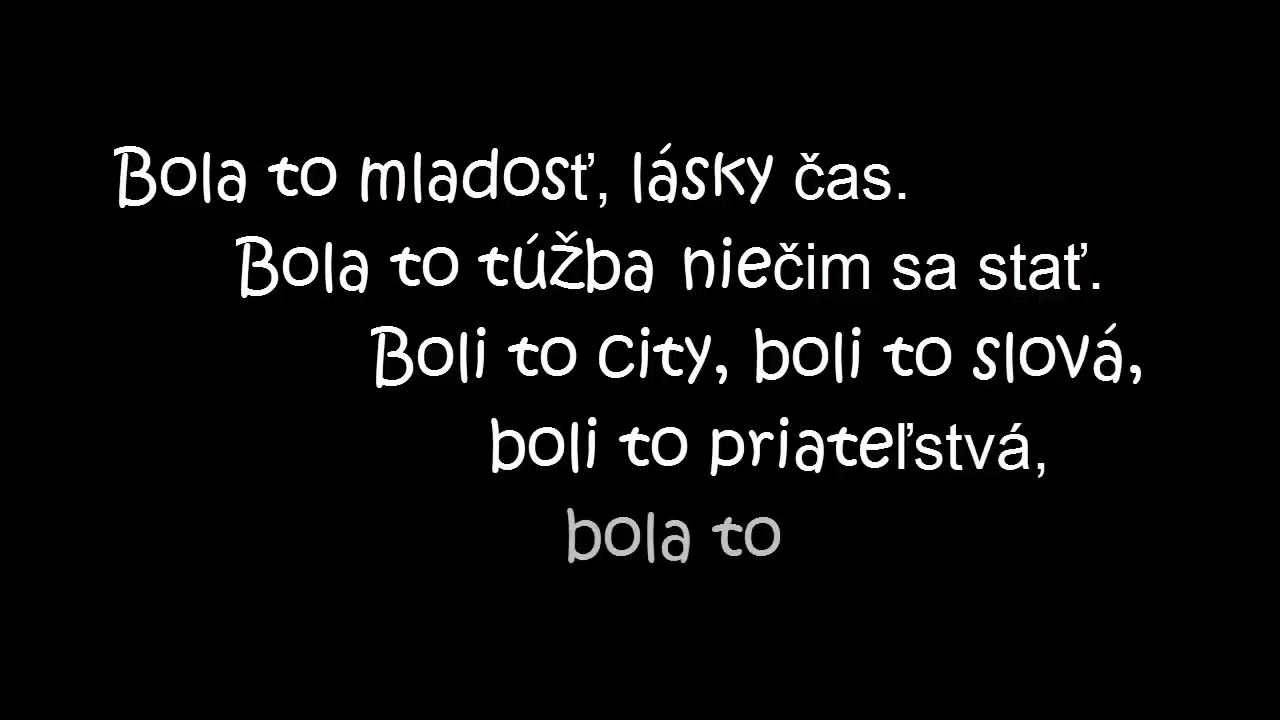 Bola to mladosť, lásky čas.
Bola to túžba niečim sa stať.
Boli to city, boli to slová,
boli to priateľstvá,
bola to